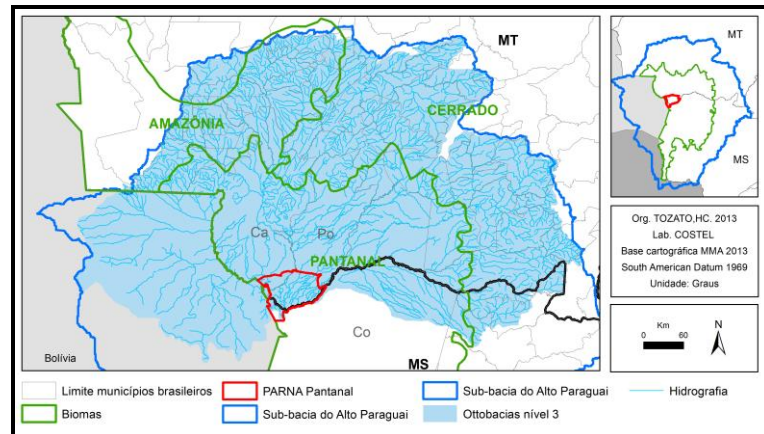 MT
AMAZÔNIA
CERRADO
Ca
Po
PANTANAL
Co
Bolívia
MS
MT
MS
Org. TOZATO,HC. 2013
Lab. COSTEL
Base cartográfica MMA 2013
South American Datum 1969
Unidade: Graus
Km
0 60
N
Limite municípios brasileiros
PARNA Pantanal
Sub-bacia do Alto Paraguai
Hidrografia
Biomas
Sub-bacia do Alto Paraguai
Ottobacias nível 3